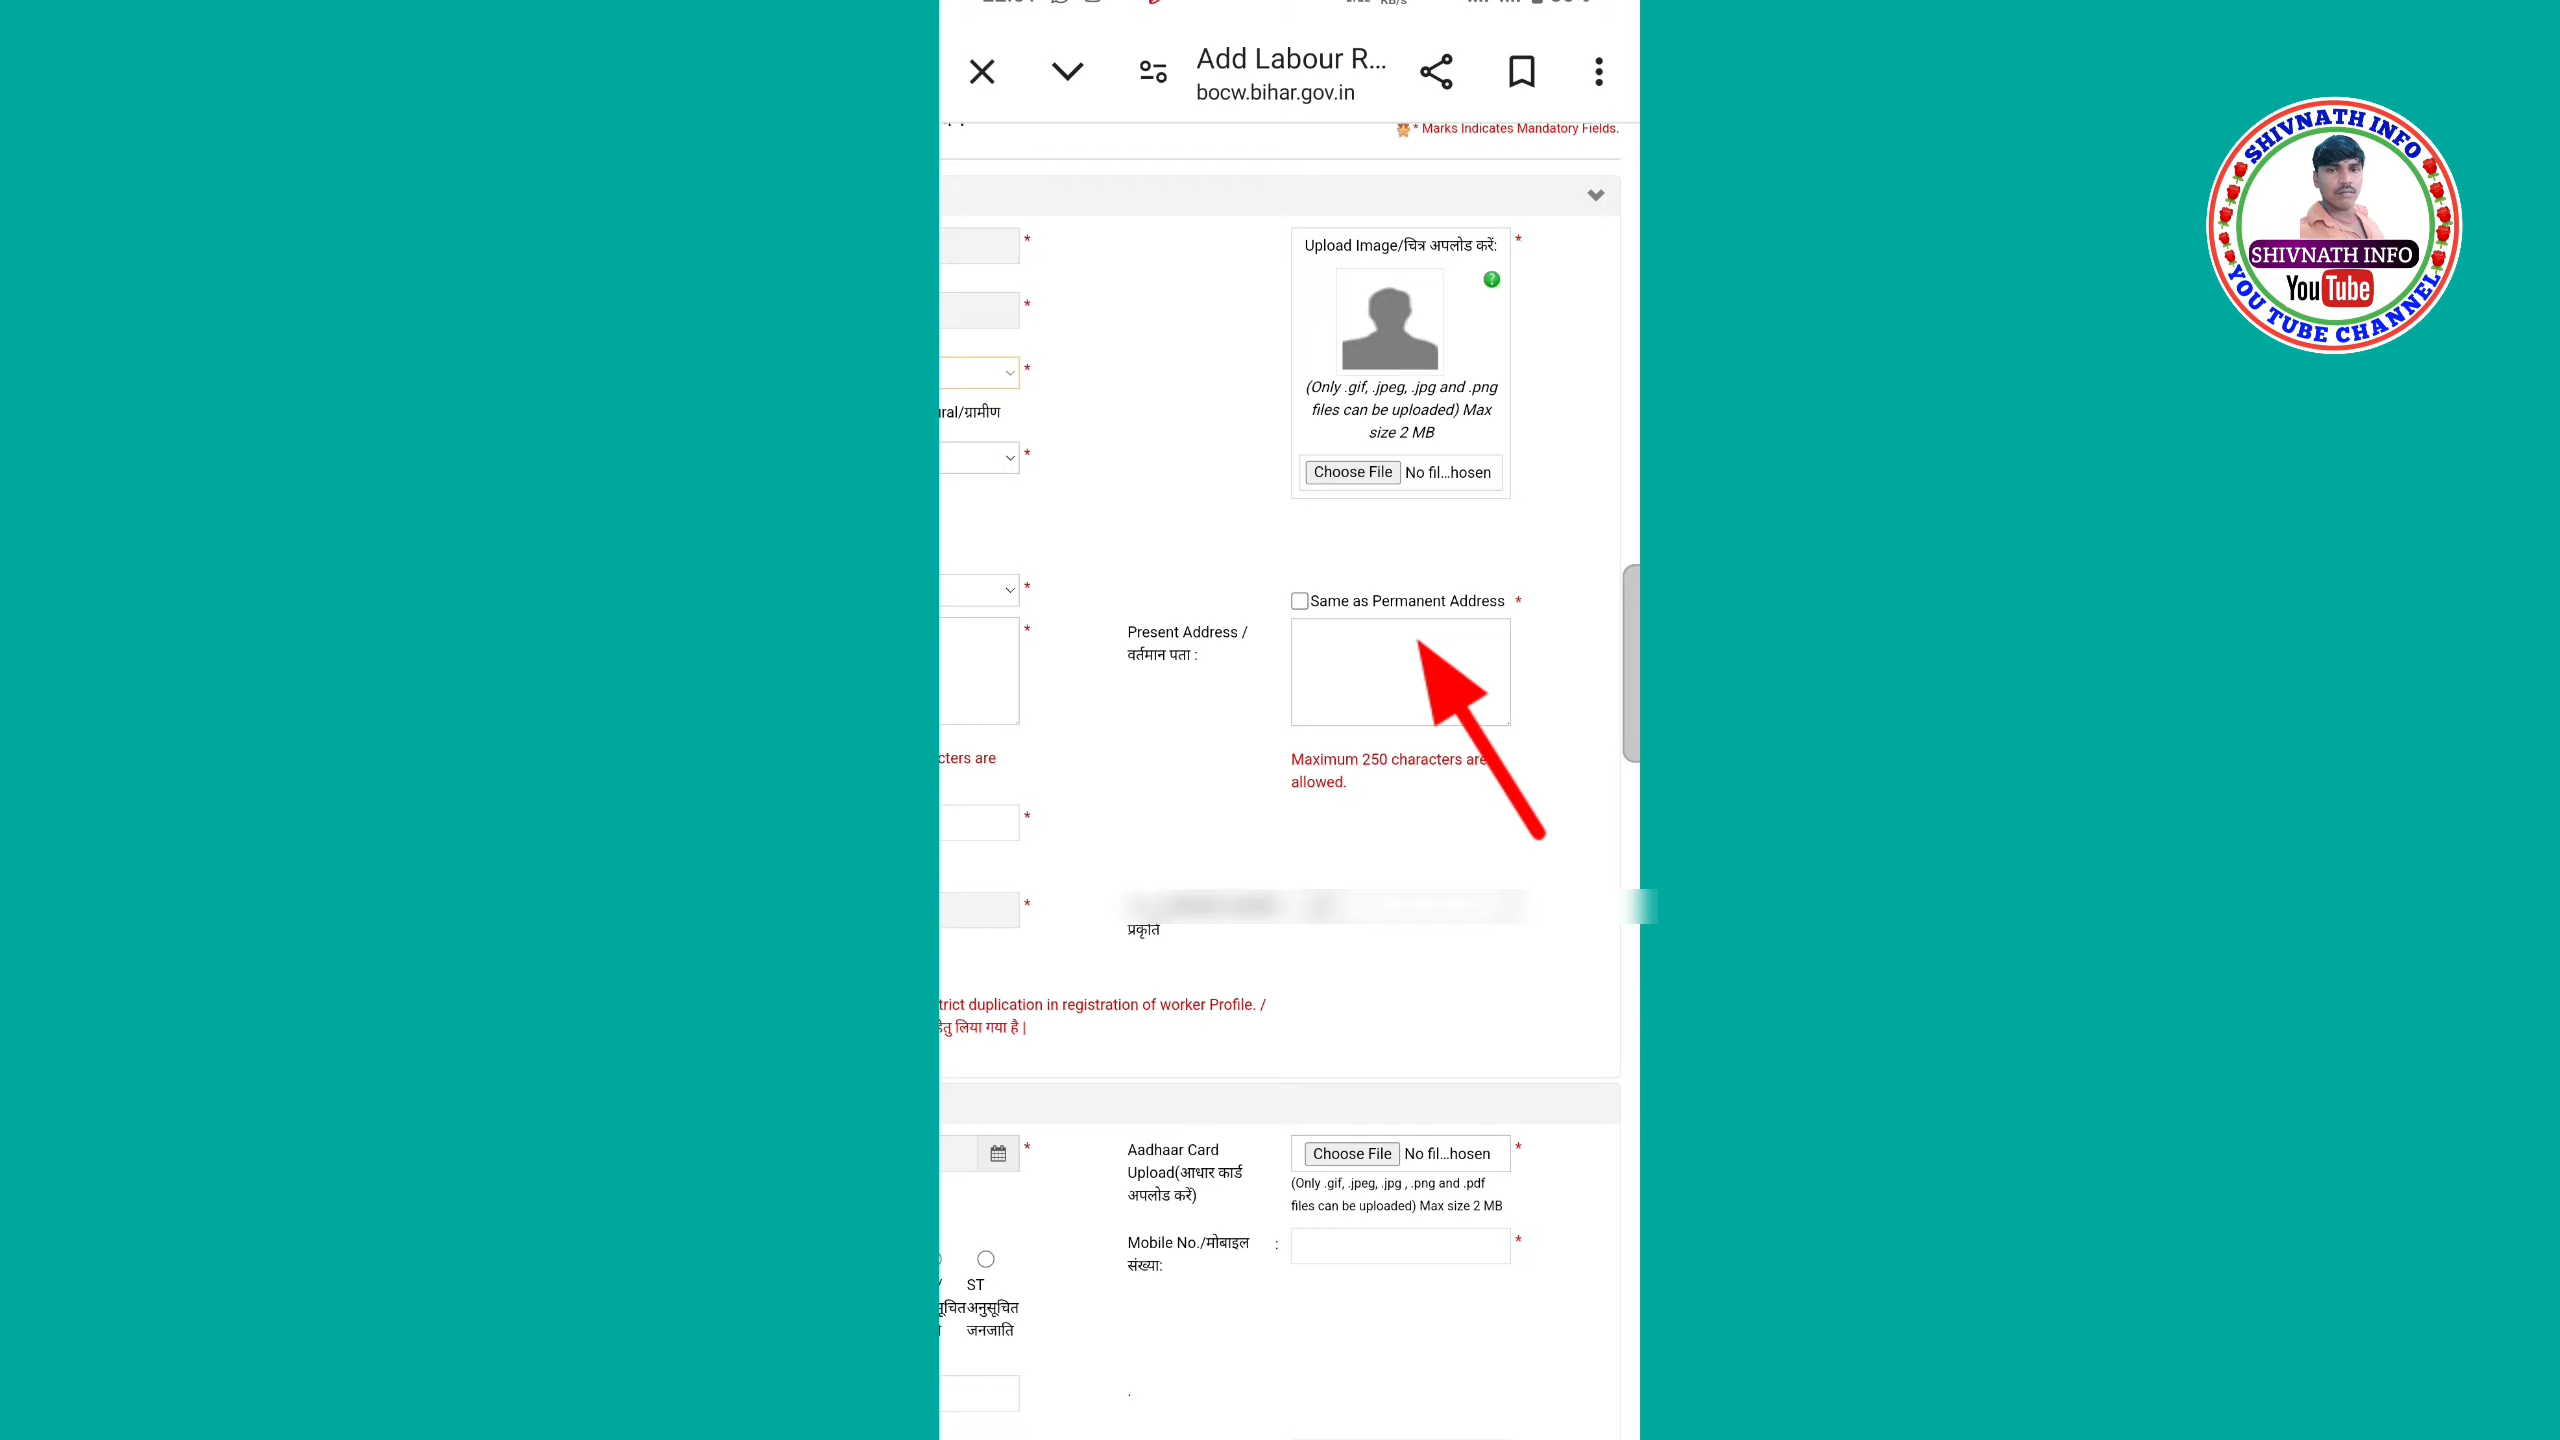 Add Labour R...
bocw.bihar.gov.in
* Marks Indicates Mandatory Fields.
*
Upload Image/चित्र अपलोड करें:
*
*
*
(Only .gif, .jpeg, .jpg and .png
files can be uploaded) Max
size 2 MB
/ग्रामीण
*
Choose File No fil...hosen
*
Same as Permanent Address *
*
Present Address /
वर्तमान पता :
are
Maximum 250 characters are
allowed.
*
*
प्रकृति
duplication in registration of worker Profile. /
लिया गया है |
*
Aadhaar Card
Upload(आधार कार्ड
अपलोड करें)
Choose File No fil...hosen
*
(Only .gif, .jpeg, .jpg , .png and .pdf
files can be uploaded) Max size 2 MB
Mobile No./मोबाइल
संख्या:
:
*
ST
अनुसूचित
जनजाति
SHIVNATH INFO
SHIVNATH INFO
YouTube
YOU TUBE CHANNEL